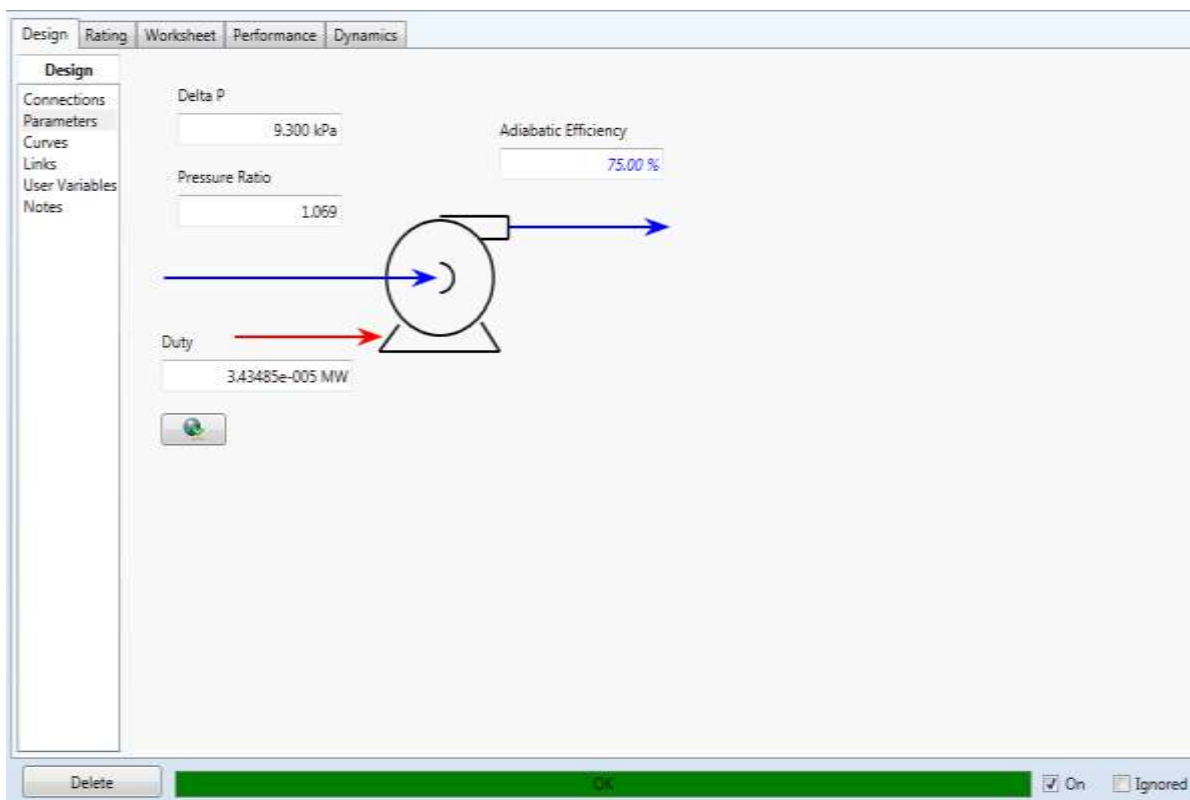 Design Rating Worksheet Performance Dynamics
Design
Connections
Parameters
Curves
Links
User Variables
Notes
Delta P
9.300 kPa
Adiabatic Efficiency
75.00 %
Pressure Ratio
1.069
Duty
3.43485e-005 MW
Delete
OK
On
Ignored